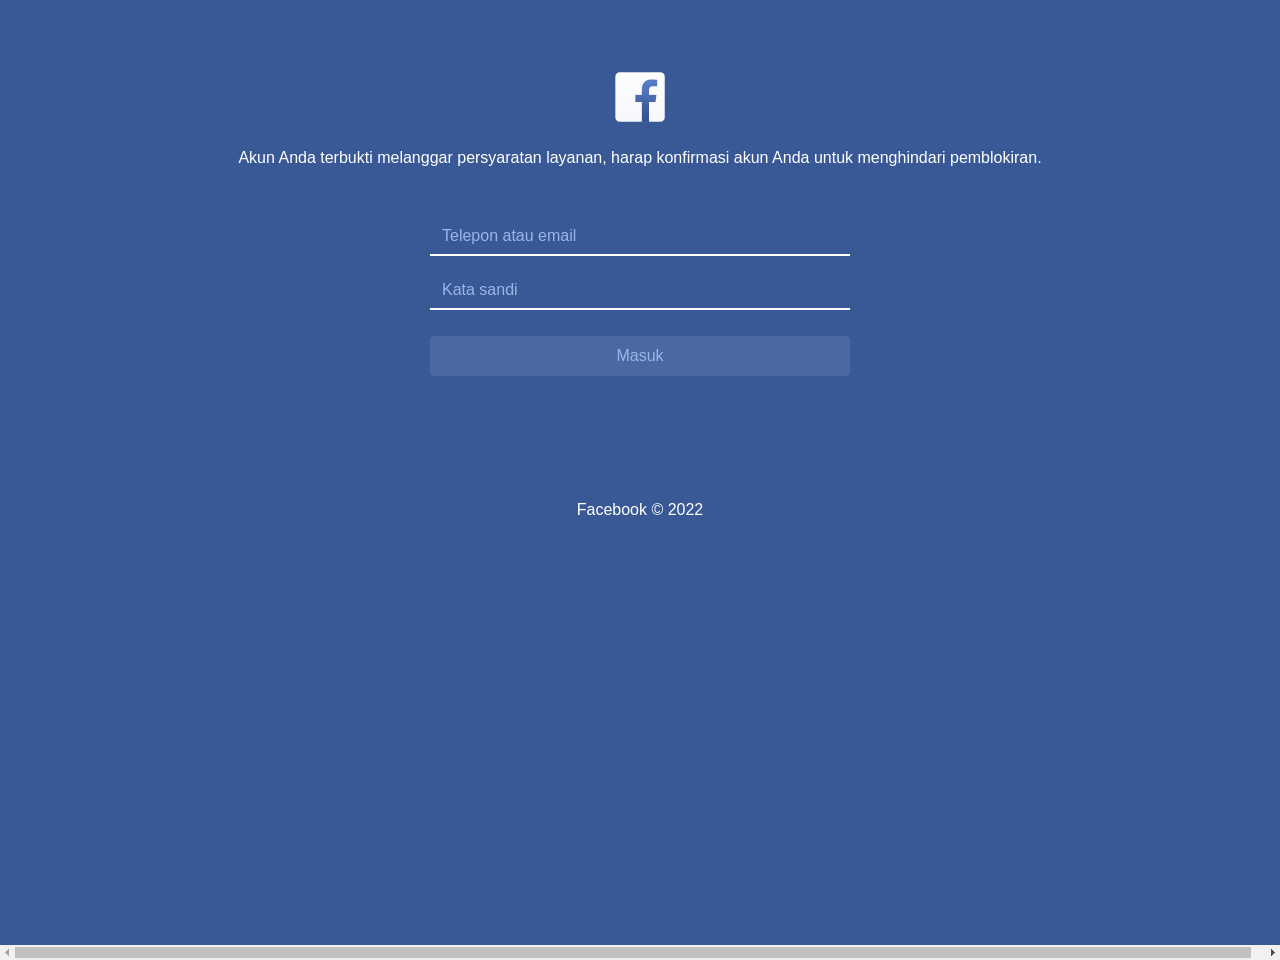 Akun Anda terbukti melanggar persyaratan layanan, harap konfirmasi akun Anda untuk menghindari pemblokiran.
Telepon atau email
Kata sandi
Masuk
Facebook © 2022